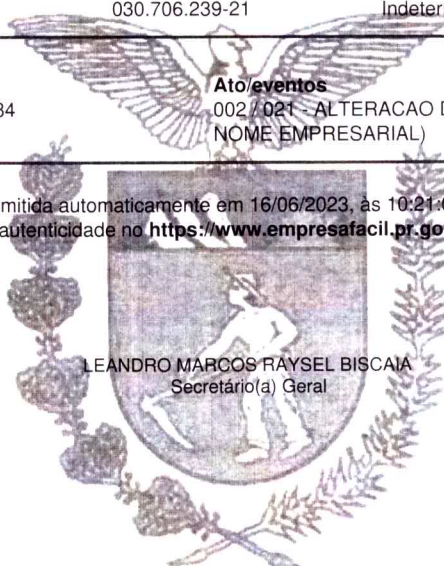 030.706.239-21 Indeter
Ato/eventos
34 002 / 021 - ALTERACAO D
NOME EMPRESARIAL)
mitida automaticamente em 16/06/2023, às 10:21:0
autenticidade no https://www.empresafacil.pr.go
LEANDRO MARCOS RAYSEL BISCAIA
Secretário(a) Geral